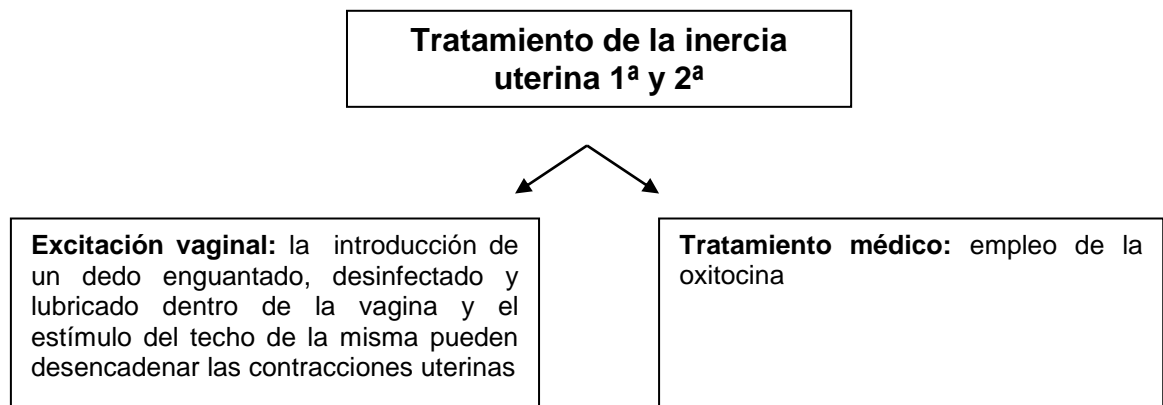 Tratamiento de la inercia
uterina 1ª y 2ª
Excitación vaginal: la introducción de
un dedo enguantado, desinfectado y
lubricado dentro de la vagina y el
estímulo del techo de la misma pueden
desencadenar las contracciones uterinas
Tratamiento médico: empleo de la
oxitocina